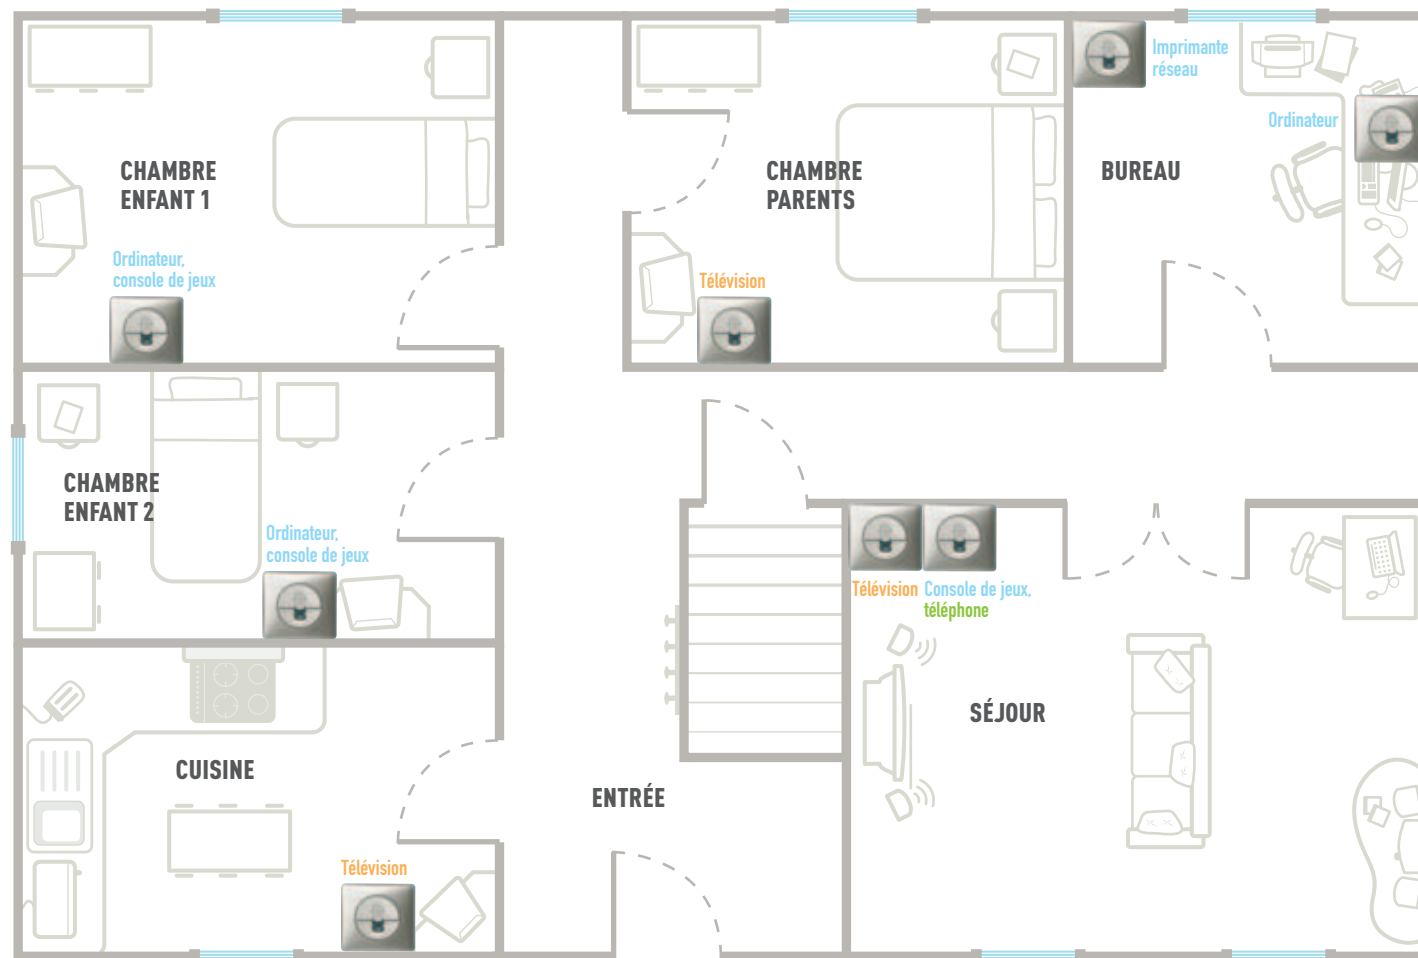 Imprimante
réseau
Ordinateur
CHAMBRE
ENFANT 1
CHAMBRE
PARENTS
BUREAU
Ordinateur,
console de jeux
Télévision
CHAMBRE
ENFANT 2
Ordinateur,
console de jeux
Télévision
Console de jeux,
téléphone
SÉJOUR
CUISINE
ENTRÉE
Télévision